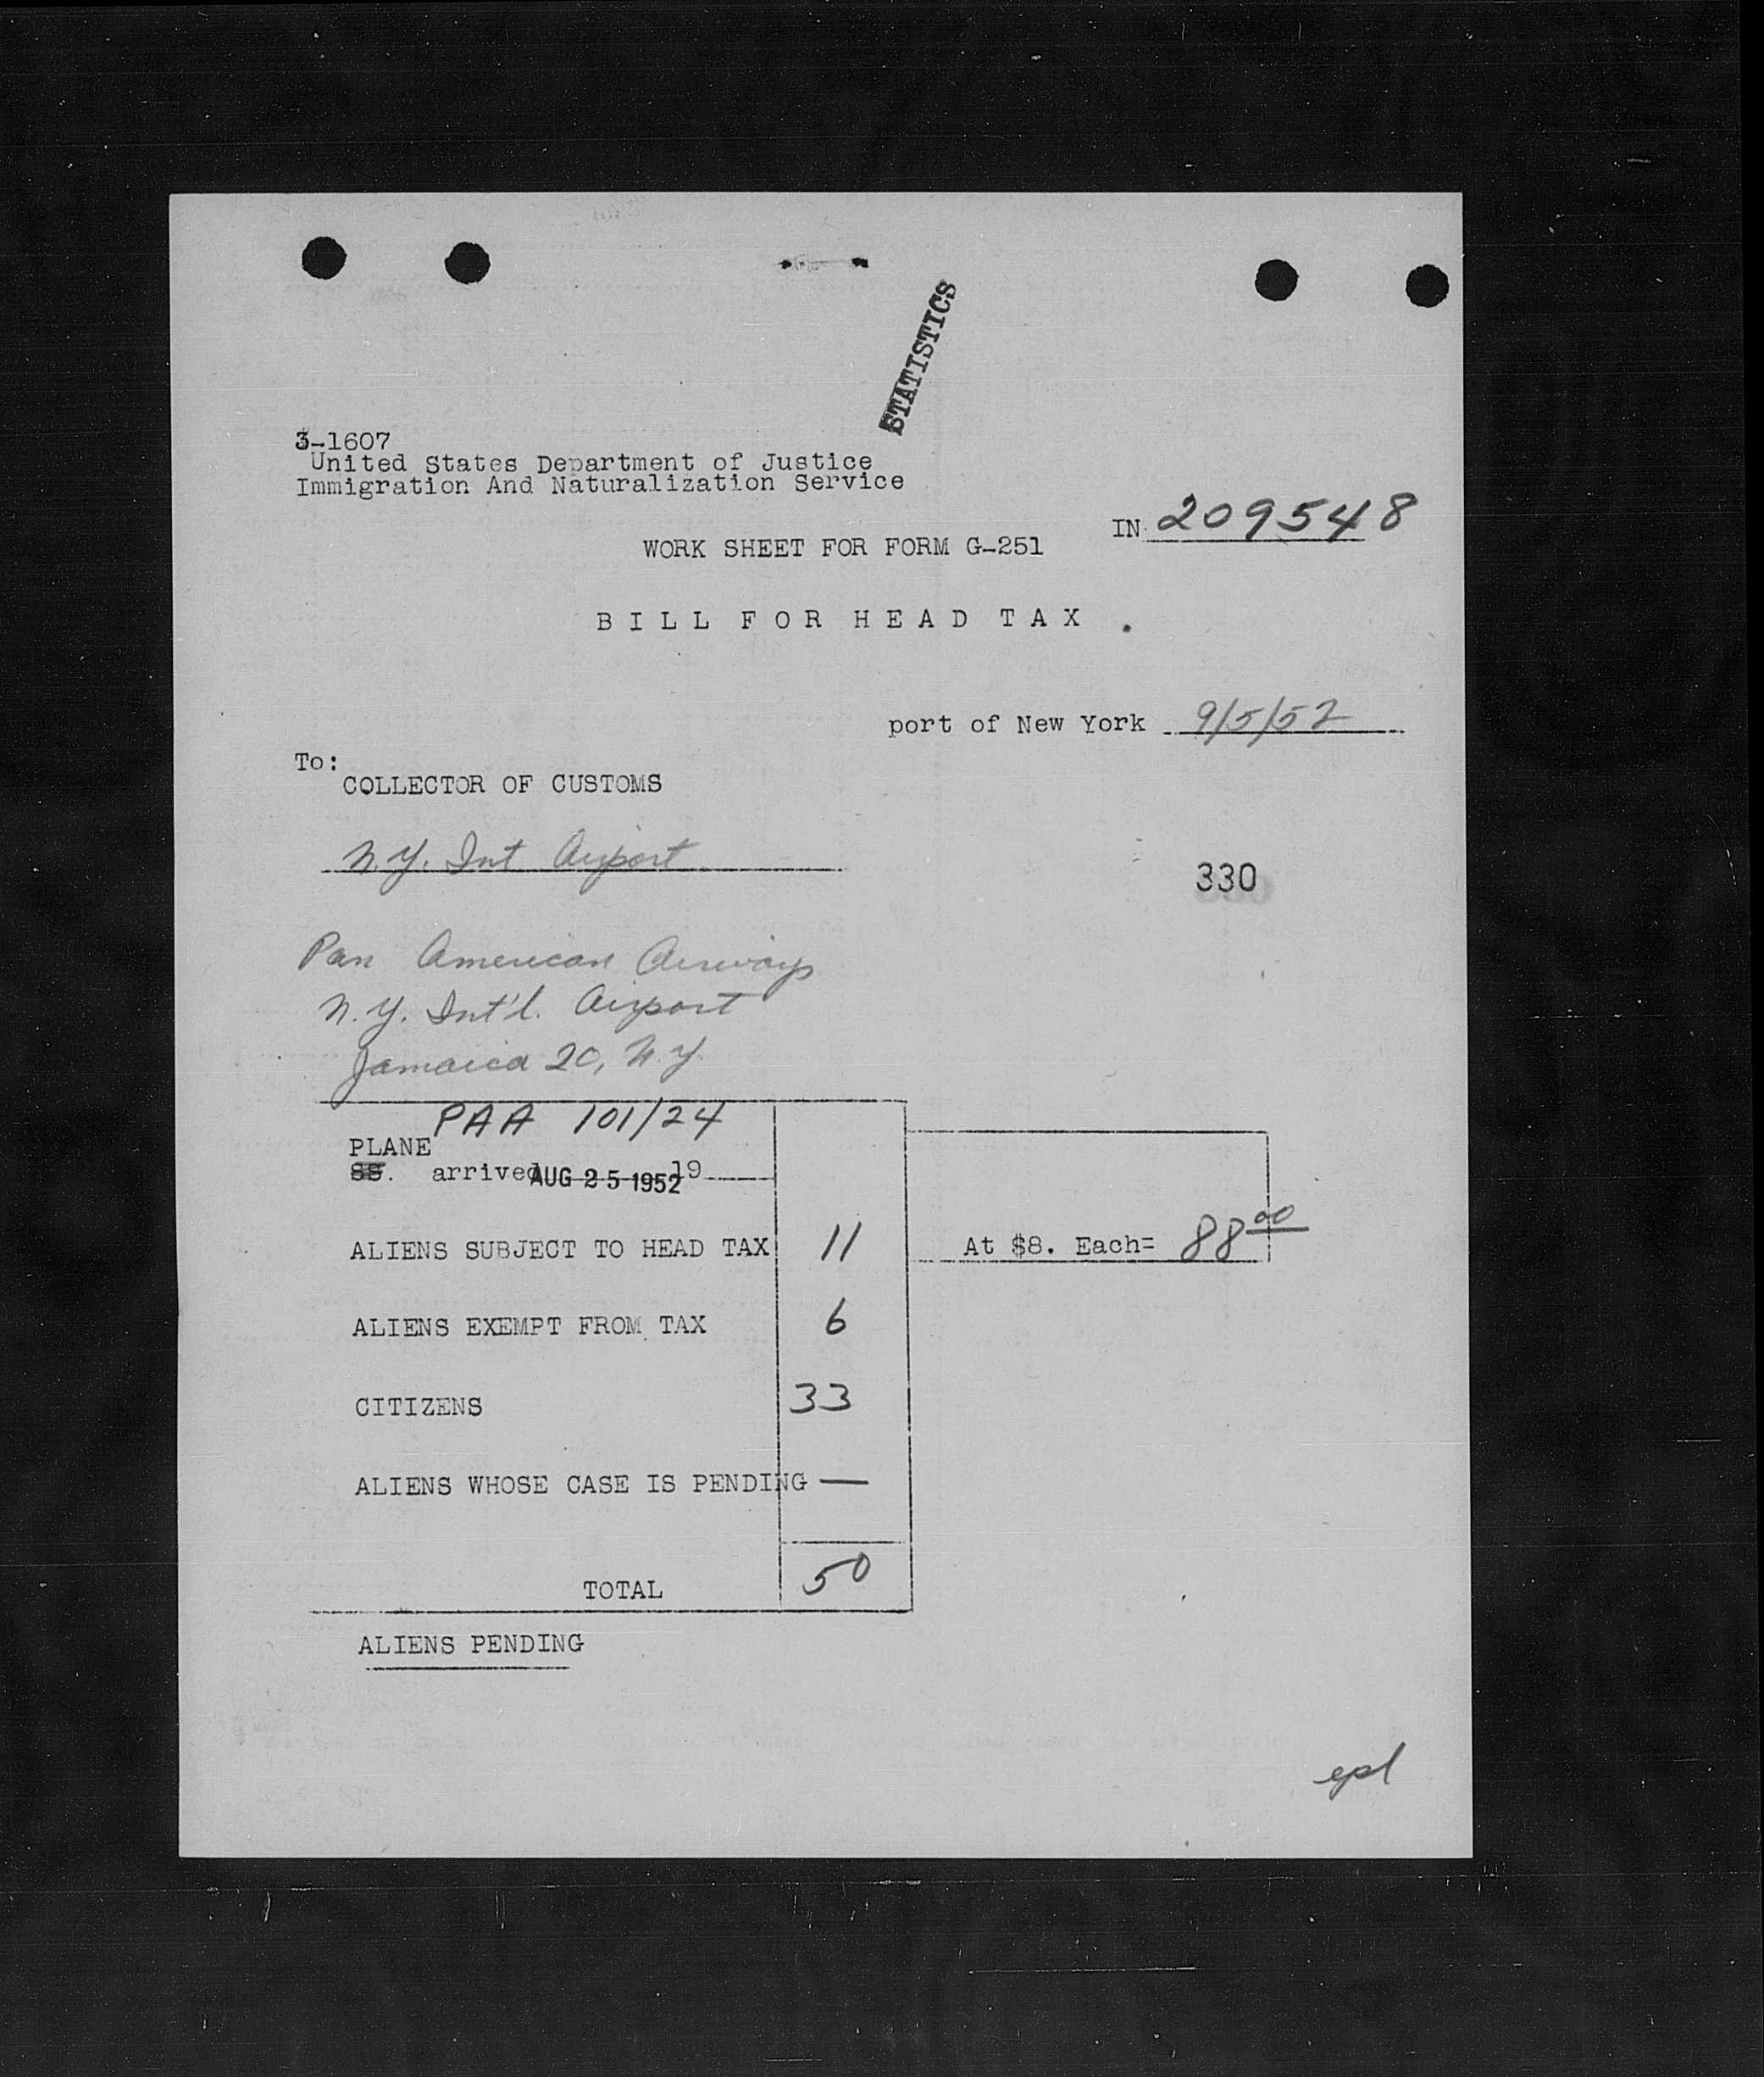 STATISTICS
3-1607
United States Department of Justice
Immigration And Naturalization Service
IN 209548
WORK SHEET FOR FORM G-251
BILL FOR HEAD TAX.
port of New York 9/5/52
To:
COLLECTOR OF CUSTOMS
N.Y. Int Airport
330
Pan American Airways
N.Y. Int'l. Airport
Jamaica 20, N.Y.
PAA 101/24
PLANE
SS. arrived AUG 25 1952 19
ALIENS SUBJECT TO HEAD TAX 11 At $8. Each= 88 00
ALIENS EXEMPT FROM TAX 6
CITIZENS 33
ALIENS WHOSE CASE IS PENDING —
TOTAL 50
ALIENS PENDING
epl